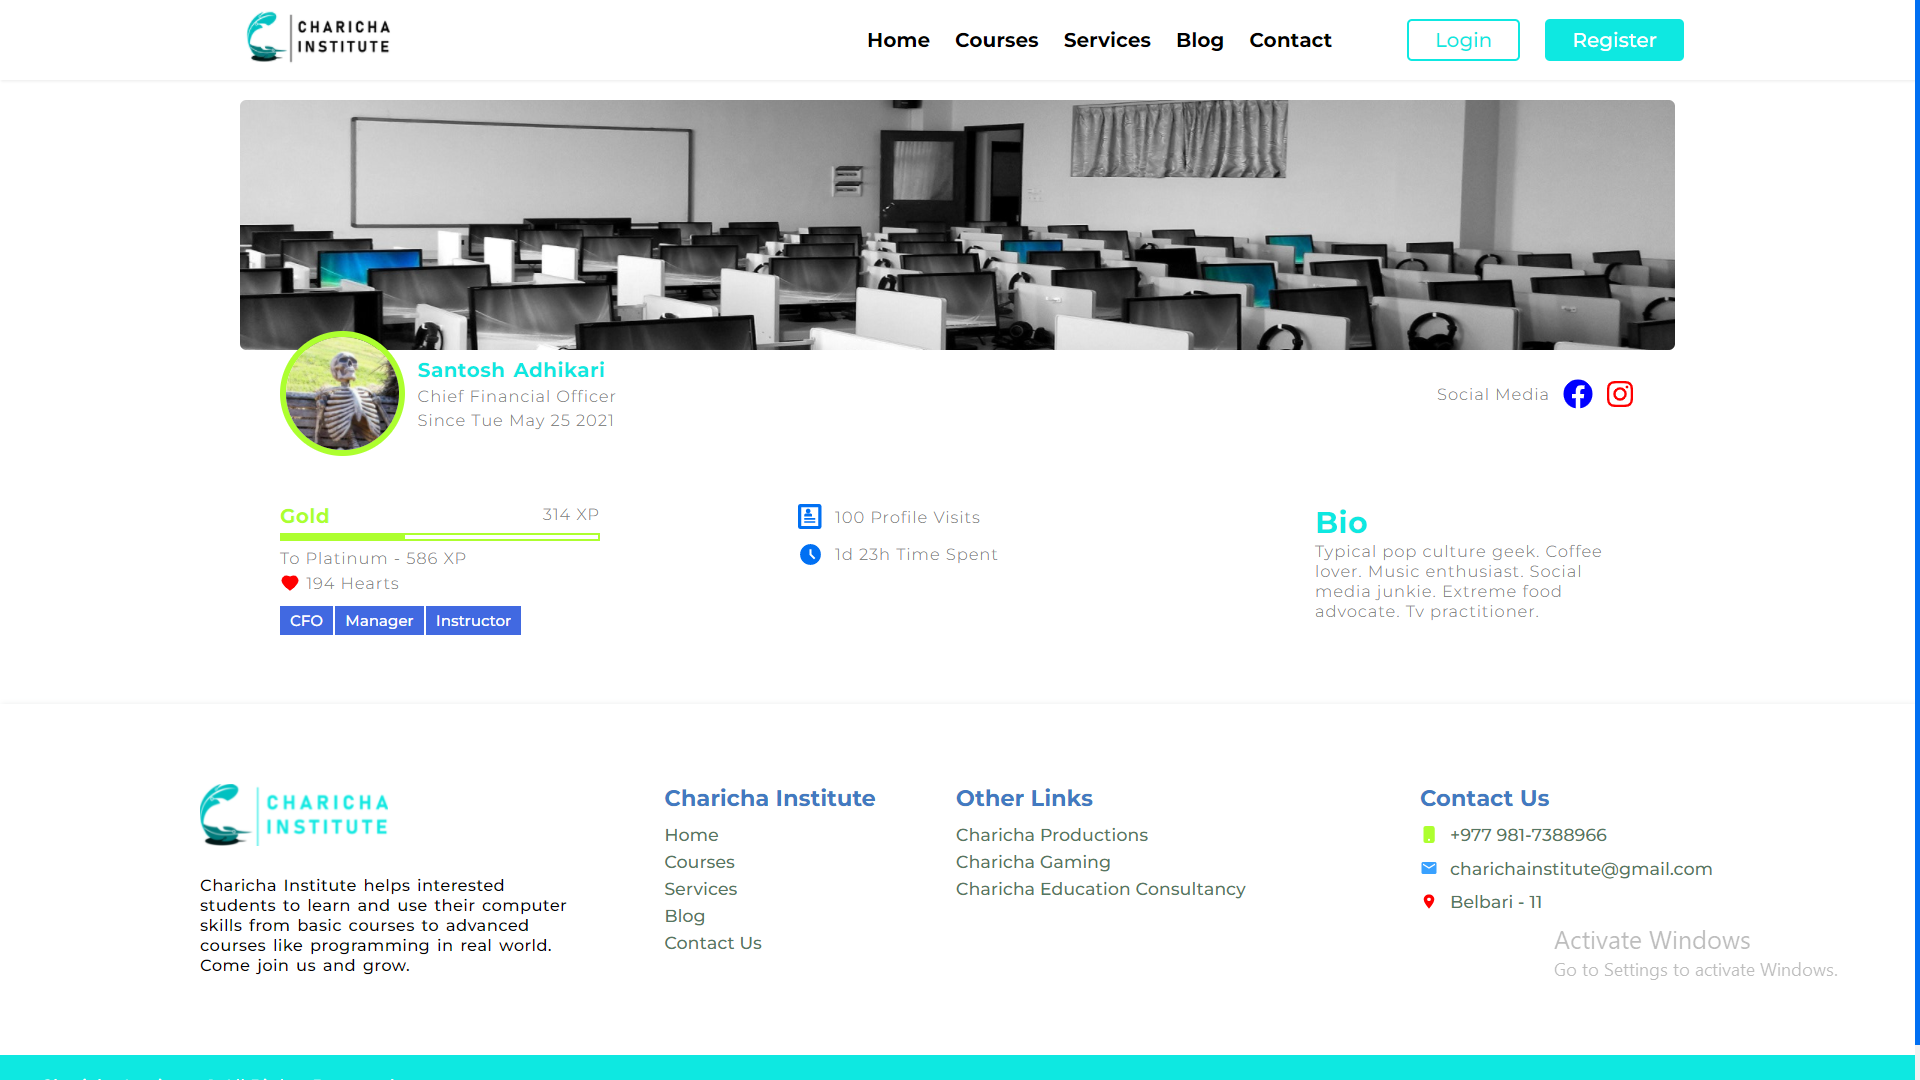 CHARICHA
INSTITUTE
Home Courses Services Blog Contact Login Register
Santosh Adhikari
Chief Financial Officer
Since Tue May 25 2021
Social Media
Gold 314 XP
To Platinum - 586 XP
194 Hearts
CFO Manager Instructor
100 Profile Visits
1d 23h Time Spent
Bio
Typical pop culture geek. Coffee
lover. Music enthusiast. Social
media junkie. Extreme food
advocate. Tv practitioner.
CHARICHA
INSTITUTE
Charicha Institute helps interested
students to learn and use their computer
skills from basic courses to advanced
courses like programming in real world.
Come join us and grow.
Charicha Institute
Home
Courses
Services
Blog
Contact Us
Other Links
Charicha Productions
Charicha Gaming
Charicha Education Consultancy
Contact Us
+977 981-7388966
charichainstitute@gmail.com
Belbari - 11
Activate Windows
Go to Settings to activate Windows.